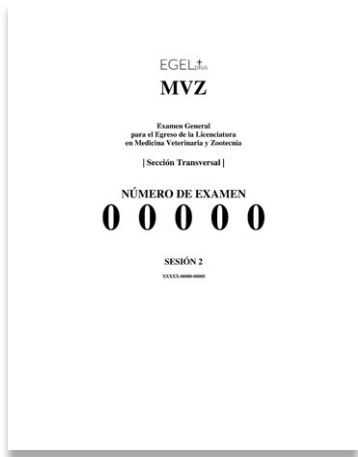 EGEL+plus
MVZ
Examen General
para el Egreso de la Licenciatura
en Medicina Veterinaria y Zootecnia
| Sección Transversal |
NÚMERO DE EXAMEN
0 0 0 0 0
SESIÓN 2
XXXXX-00000-00000